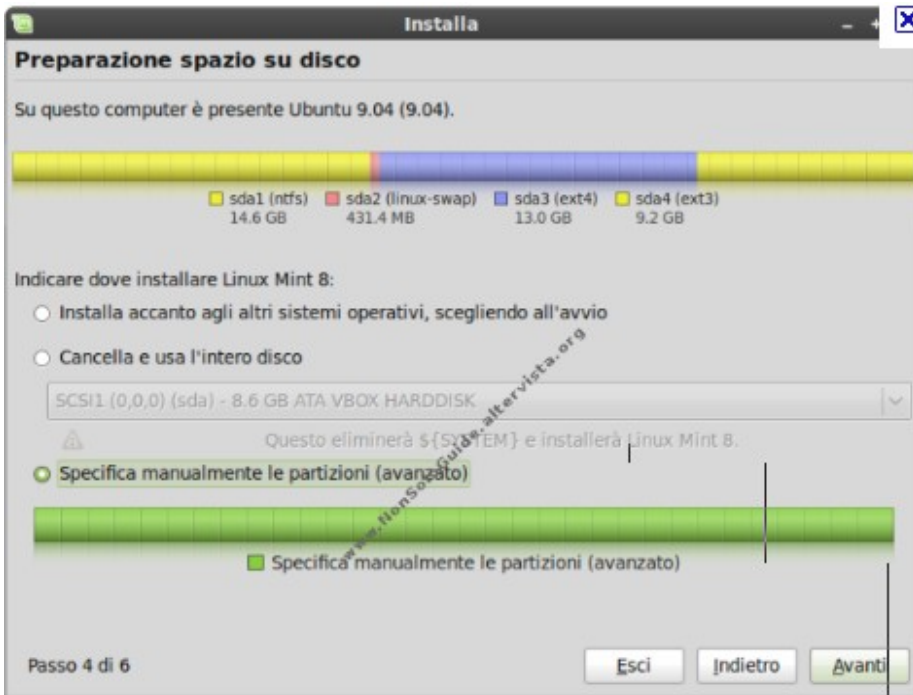 Installa
Preparazione spazio su disco
Su questo computer è presente Ubuntu 9.04 (9.04).
sda1 (ntfs) sda2 (linux-swap) sda3 (ext4) sda4 (ext3)
14.6 GB 431.4 MB 13.0 GB 9.2 GB
Indicare dove installare Linux Mint 8:
Installa accanto agli altri sistemi operativi, scegliendo all'avvio
Cancella e usa l'intero disco
SCSI1 (0,0,0) (sda) - 8.6 GB ATA VBOX HARDDISK
Questo eliminerà ${SYSTEM} e installerà Linux Mint 8.
Specifica manualmente le partizioni (avanzato)
Specifica manualmente le partizioni (avanzato)
www.NonSoloGuide.altervista.org
Passo 4 di 6
Esci Indietro Avanti